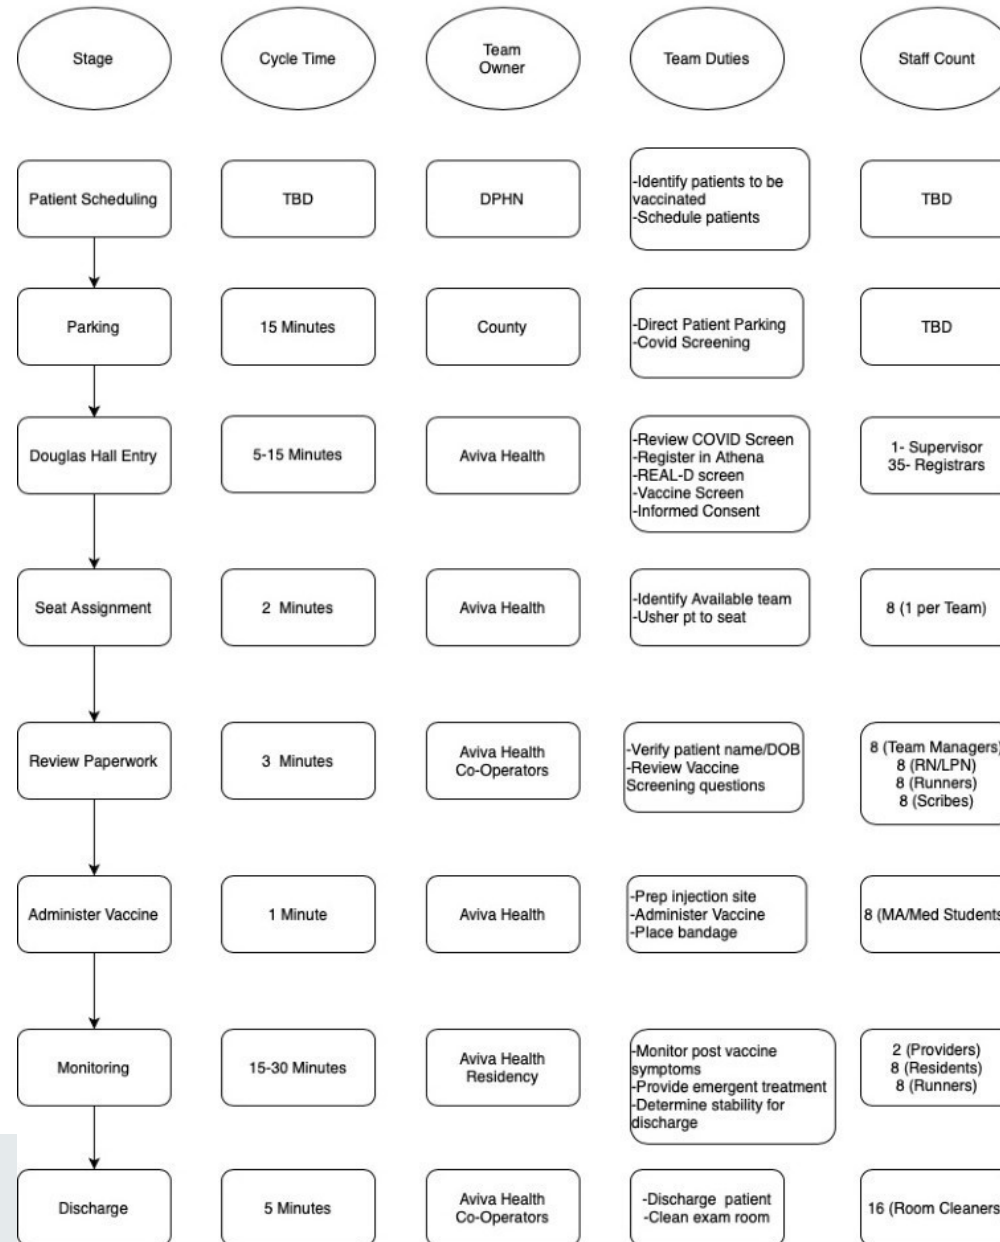 Stage
Cycle Time
Team
Owner
Team Duties
Staff Count
Patient Scheduling
TBD
DPHN
-Identify patients to be
vaccinated
-Schedule patients
TBD
Parking
15 Minutes
County
-Direct Patient Parking
-Covid Screening
TBD
Douglas Hall Entry
5-15 Minutes
Aviva Health
-Review COVID Screen
-Register in Athena
-REAL-D screen
-Vaccine Screen
-Informed Consent
1- Supervisor
35- Registrars
Seat Assignment
2 Minutes
Aviva Health
-Identify Available team
-Usher pt to seat
8 (1 per Team)
Review Paperwork
3 Minutes
Aviva Health
Co-Operators
-Verify patient name/DOB
-Review Vaccine
Screening questions
8 (Team Managers)
8 (RN/LPN)
8 (Runners)
8 (Scribes)
Administer Vaccine
1 Minute
Aviva Health
-Prep injection site
-Administer Vaccine
-Place bandage
8 (MA/Med Students
Monitoring
15-30 Minutes
Aviva Health
Residency
-Monitor post vaccine
symptoms
-Provide emergent treatment
-Determine stability for
discharge
2 (Providers)
8 (Residents)
8 (Runners)
Discharge
5 Minutes
Aviva Health
Co-Operators
-Discharge patient
-Clean exam room
16 (Room Cleaners